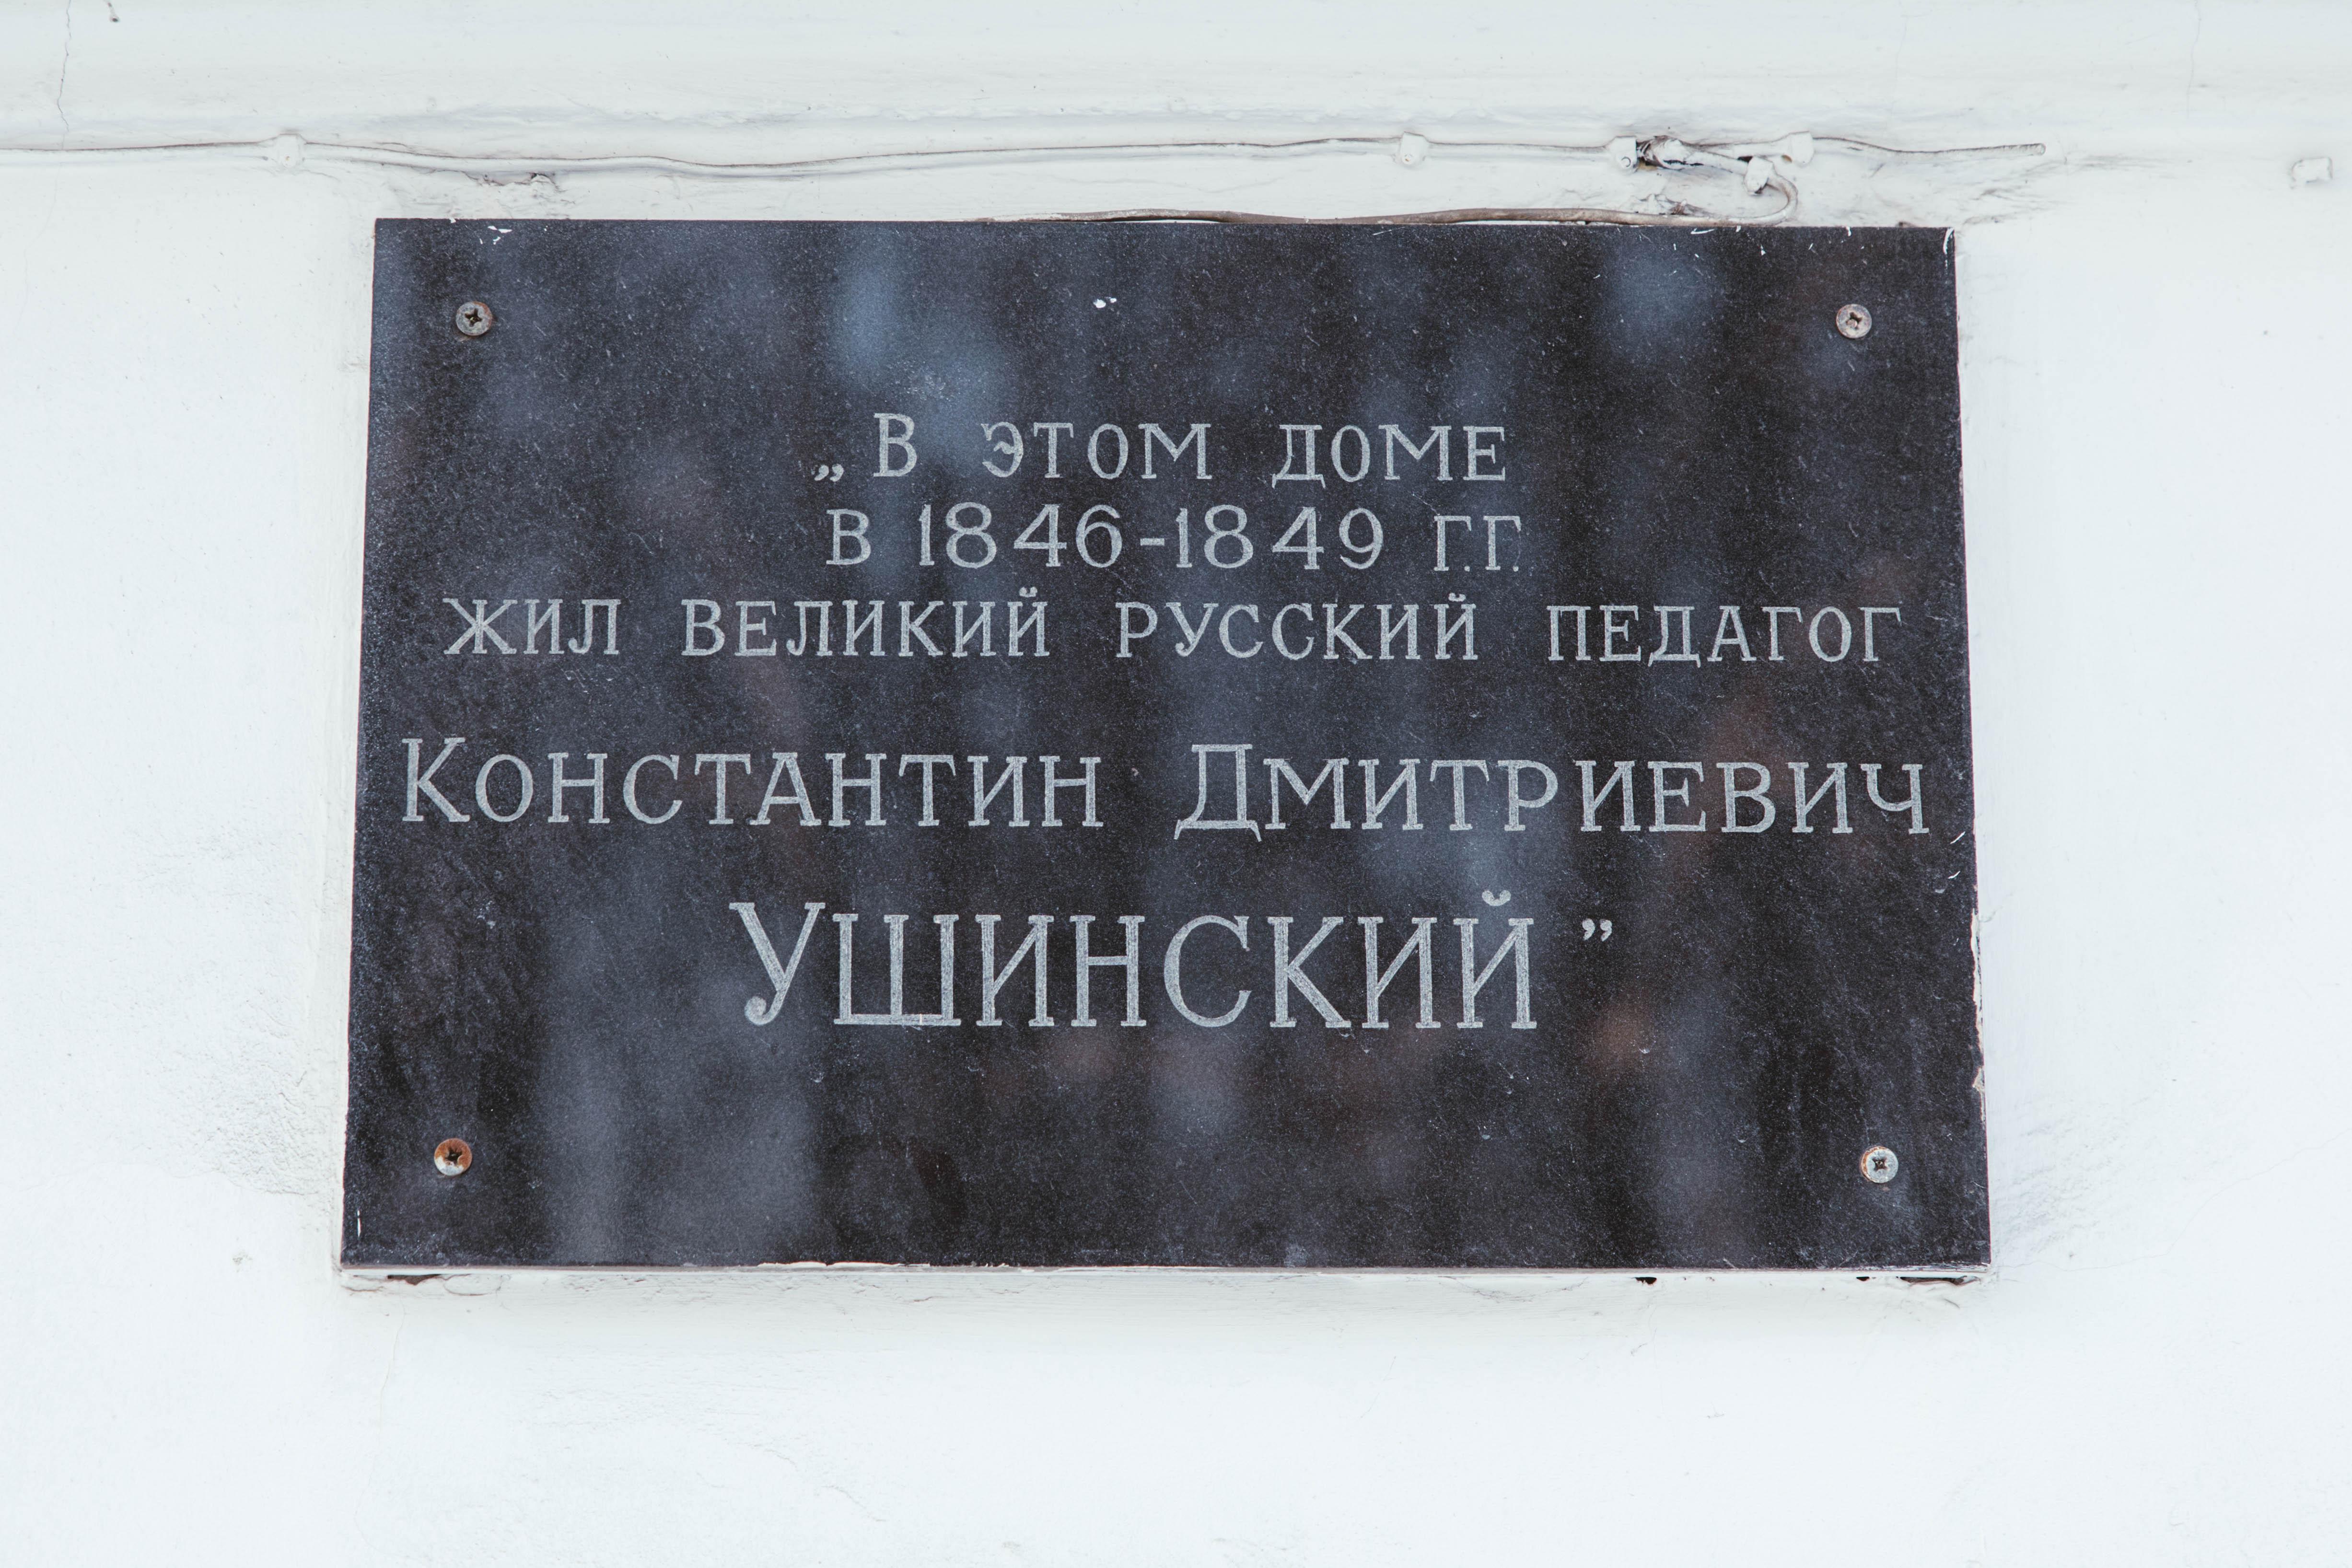 „В ЭТОМ ДОМЕ
В 1846-1849 Г.Г.
ЖИЛ ВЕЛИКИЙ РУССКИЙ ПЕДАГОГ
КОНСТАНТИН ДМИТРИЕВИЧ
УШИНСКИЙ”